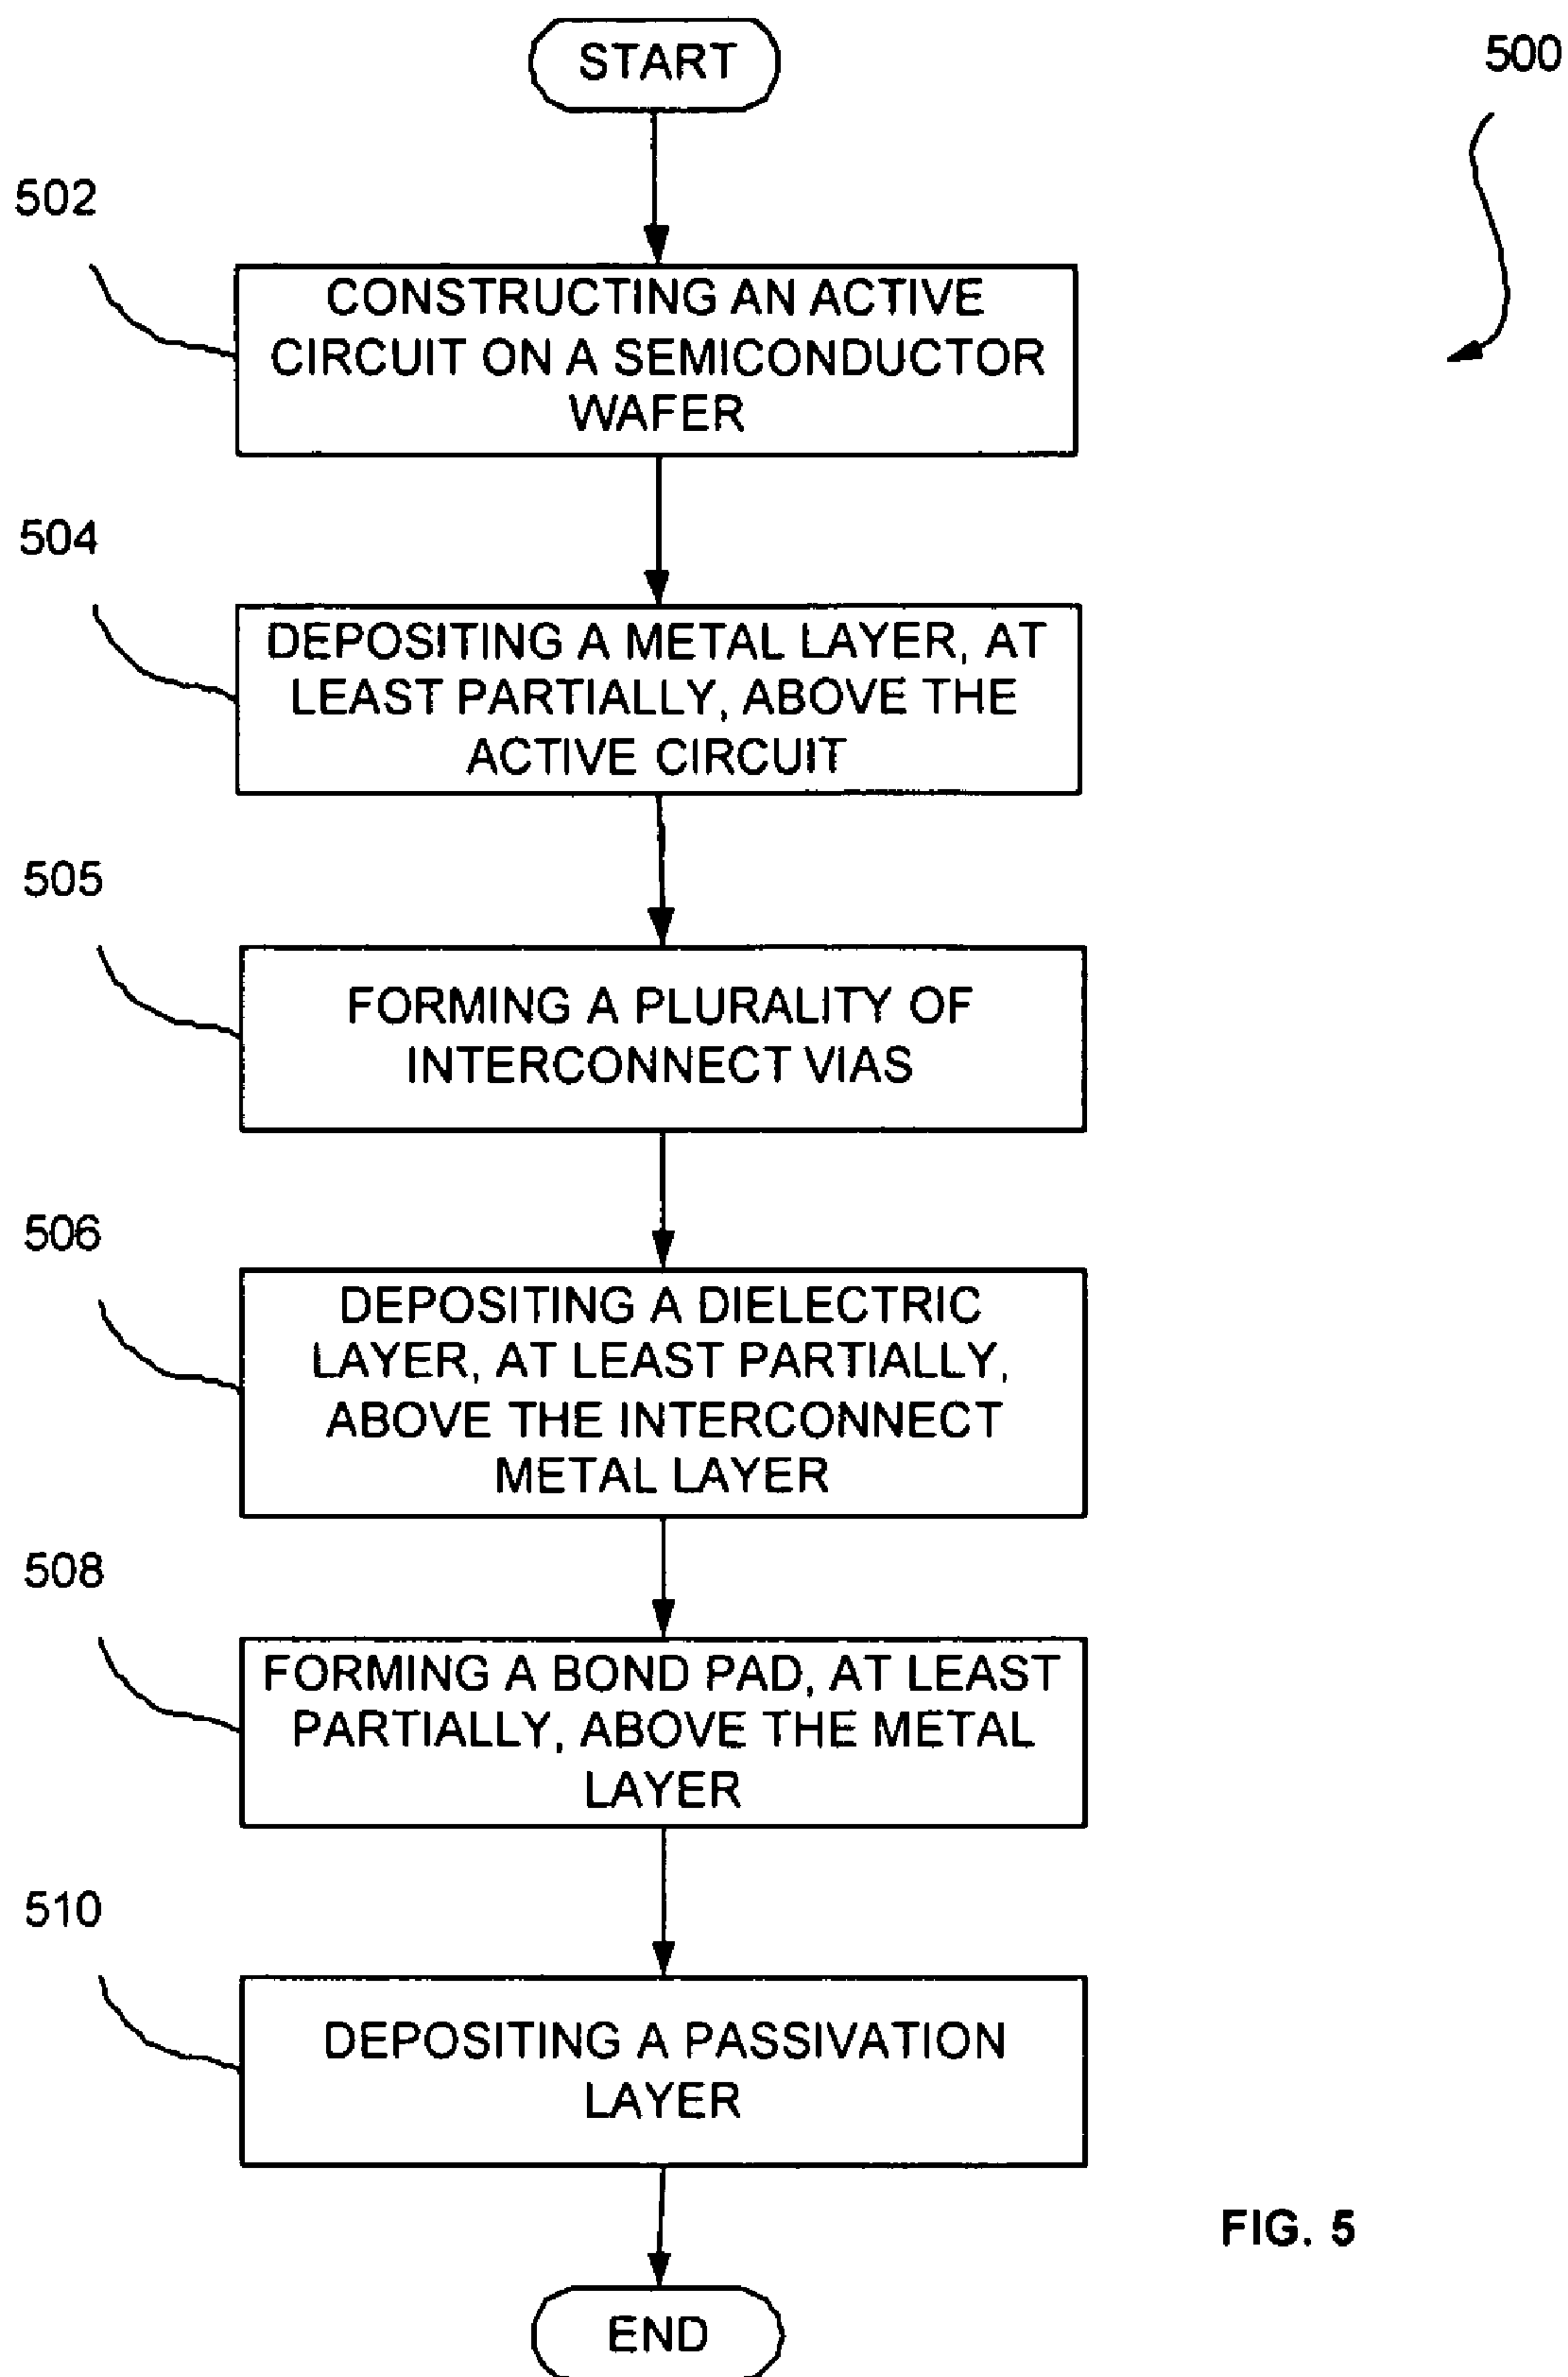 START
500
502
CONSTRUCTING AN ACTIVE
CIRCUIT ON A SEMICONDUCTOR
WAFER
504
DEPOSITING A METAL LAYER, AT
LEAST PARTIALLY, ABOVE THE
ACTIVE CIRCUIT
505
FORMING A PLURALITY OF
INTERCONNECT VIAS
506
DEPOSITING A DIELECTRIC
LAYER, AT LEAST PARTIALLY,
ABOVE THE INTERCONNECT
METAL LAYER
508
FORMING A BOND PAD, AT LEAST
PARTIALLY, ABOVE THE METAL
LAYER
510
DEPOSITING A PASSIVATION
LAYER
FIG. 5
END